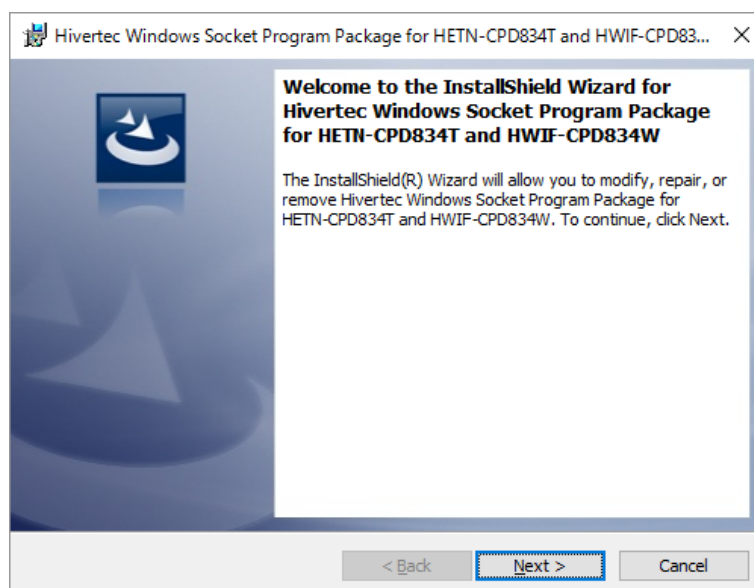 Hivertec Windows Socket Program Package for HETN-CPD834T and HWIF-CPD83...
Welcome to the InstallShield Wizard for
Hivertec Windows Socket Program Package
for HETN-CPD834T and HWIF-CPD834W
The InstallShield(R) Wizard will allow you to modify, repair, or
remove Hivertec Windows Socket Program Package for
HETN-CPD834T and HWIF-CPD834W. To continue, click Next.
< Back
Next >
Cancel